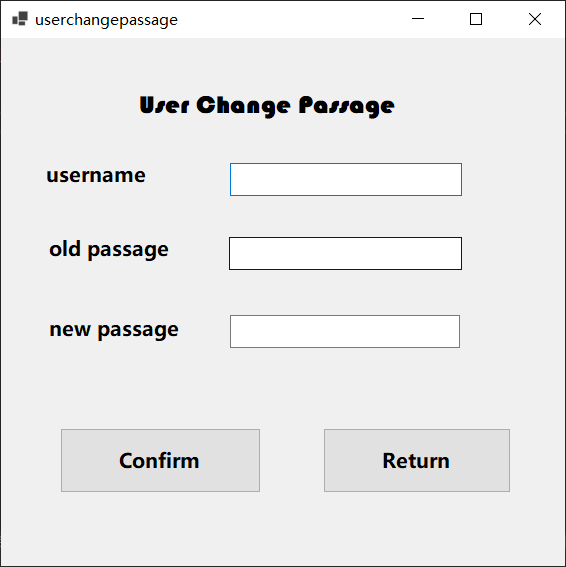 userchangepassage
User Change Passage
username
old passage
new passage
Confirm
Return